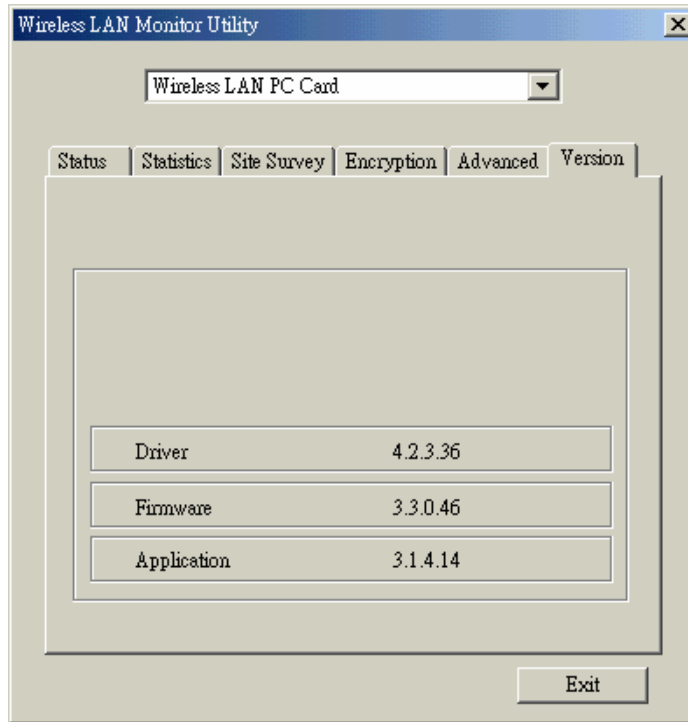 Wireless LAN Monitor Utility
Wireless LAN PC Card
Status Statistics Site Survey Encryption Advanced Version
Driver 4.2.3.36
Firmware 3.3.0.46
Application 3.1.4.14
Exit